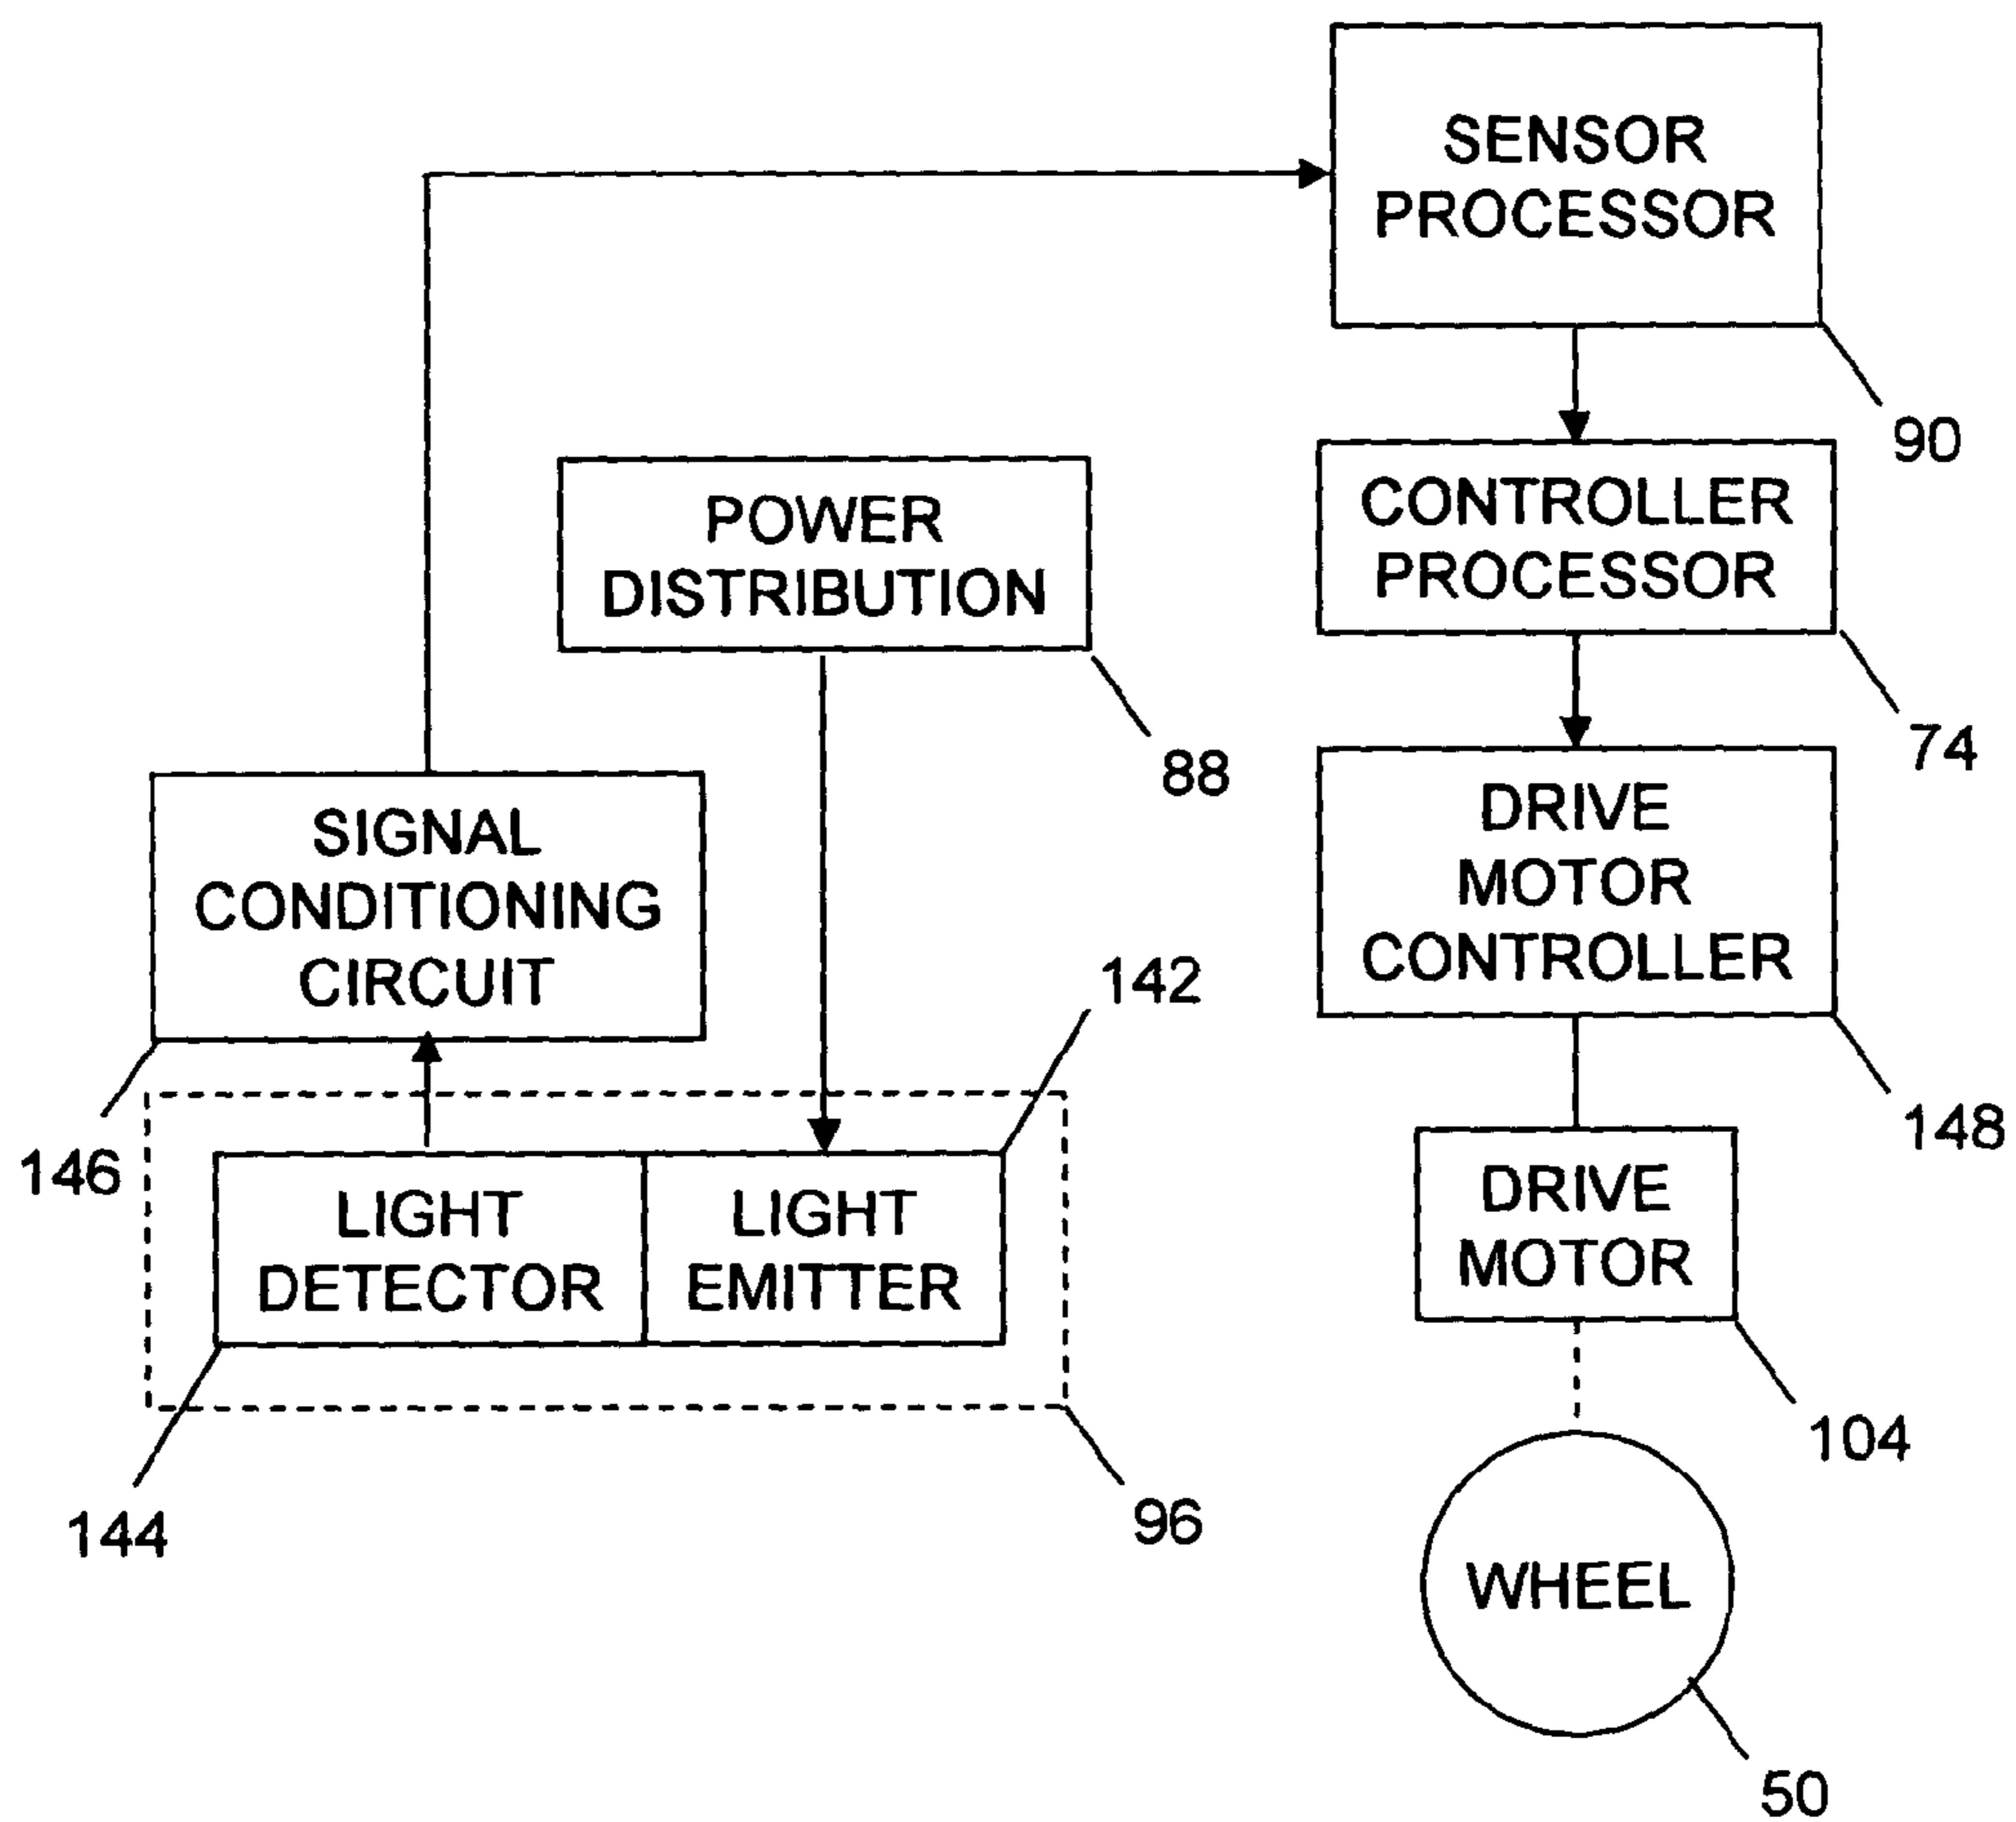 SENSOR
PROCESSOR
90
POWER
DISTRIBUTION
88
CONTROLLER
PROCESSOR
74
SIGNAL
CONDITIONING
CIRCUIT
146
DRIVE
MOTOR
CONTROLLER
148
142
LIGHT
DETECTOR
144
LIGHT
EMITTER
96
DRIVE
MOTOR
104
WHEEL
50